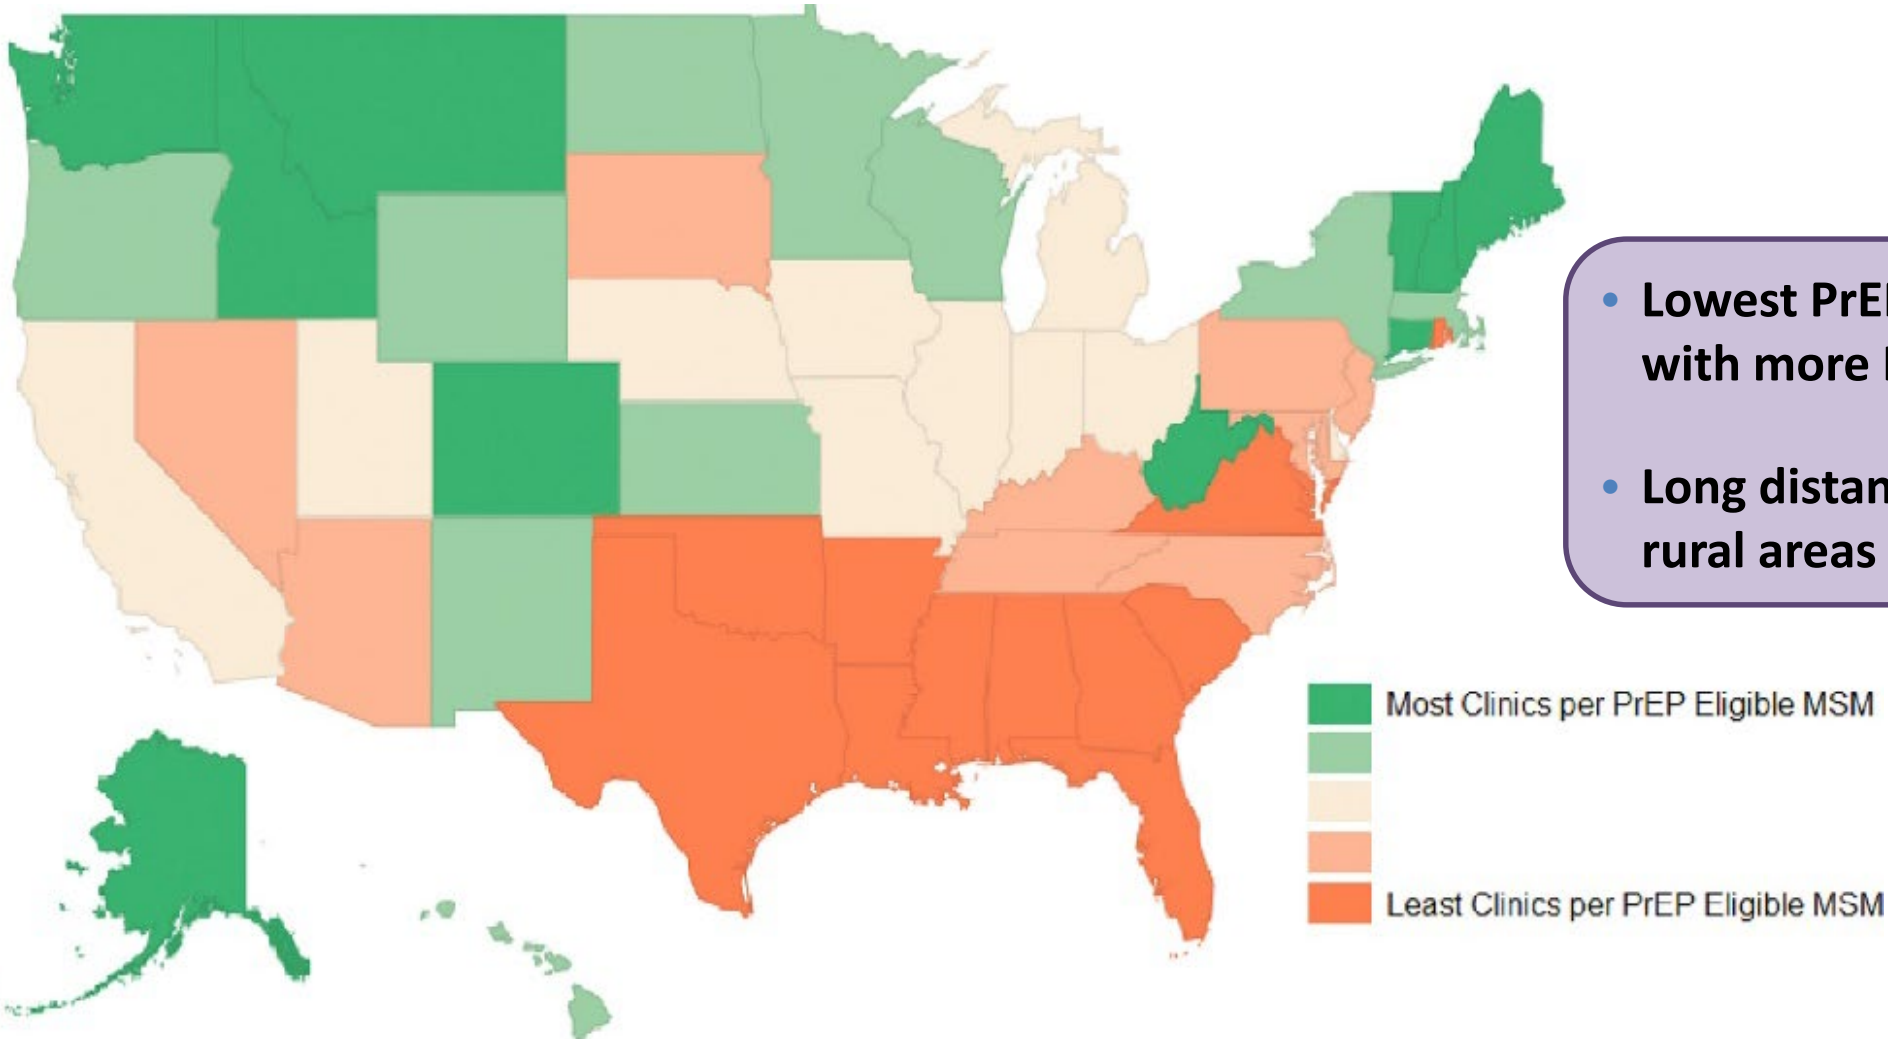 • Lowest PrE
with more
• Long distan
rural areas
Most Clinics per PrEP Eligible MSM
Least Clinics per PrEP Eligible MSM